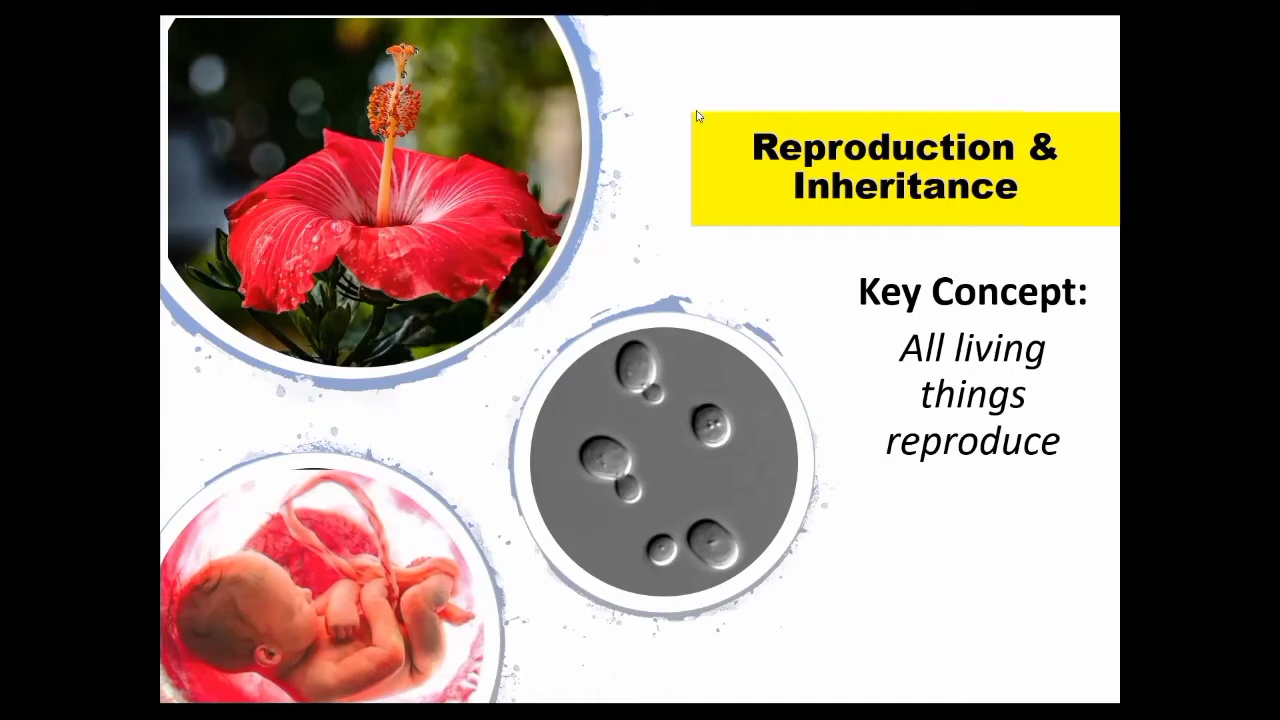 Reproduction &
Inheritance
Key Concept:
All living
things
reproduce